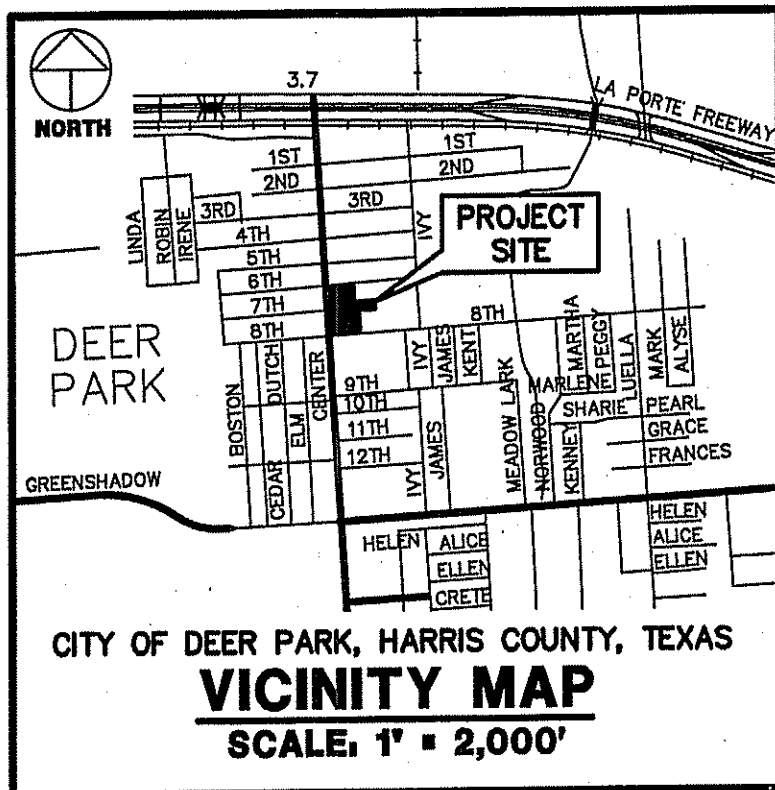 NORTH
3.7
LA PORTE FREEWAY
1ST
1ST
2ND
2ND
3RD
3RD
4TH
5TH
6TH
7TH
8TH
8TH
LINDA
ROBIN
IRENE
IVY
PROJECT
SITE
DEER
PARK
BOSTON
DUTCH
CEDAR
ELM
CENTER
9TH
10TH
11TH
12TH
IVY
JAMES
KENT
IVY
JAMES
MEADOW LARK
NORWOOD
KENNEY
MARTHA
PEGGY
MARLENE
LUELLA
MARK
ALYSE
SHARIE
PEARL
GRACE
FRANCES
GREENSHADOW
HELEN
ALICE
ELLEN
CRETE
HELEN
ALICE
ELLEN
CITY OF DEER PARK, HARRIS COUNTY, TEXAS
VICINITY MAP
SCALE: 1" = 2,000'